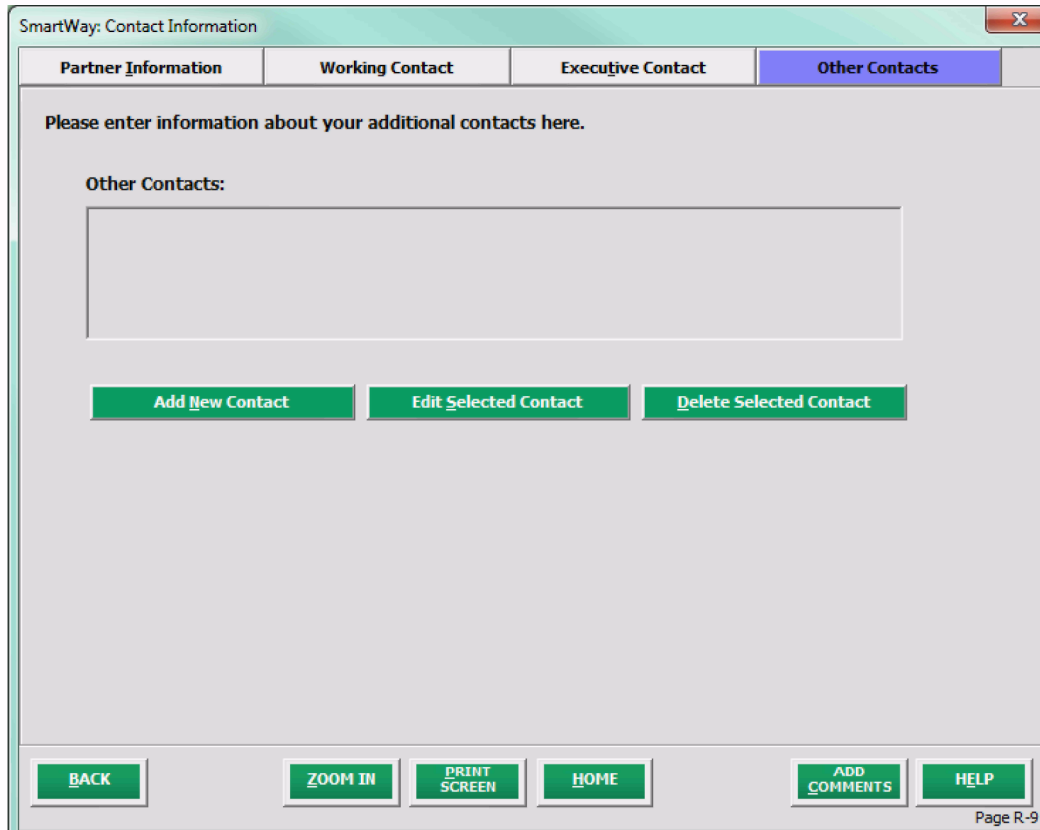 SmartWay: Contact Information
X
Partner Information Working Contact Executive Contact Other Contacts
Please enter information about your additional contacts here.
Other Contacts:
Add New Contact Edit Selected Contact Delete Selected Contact
BACK ZOOM IN PRINT SCREEN HOME ADD COMMENTS HELP
Page R-9